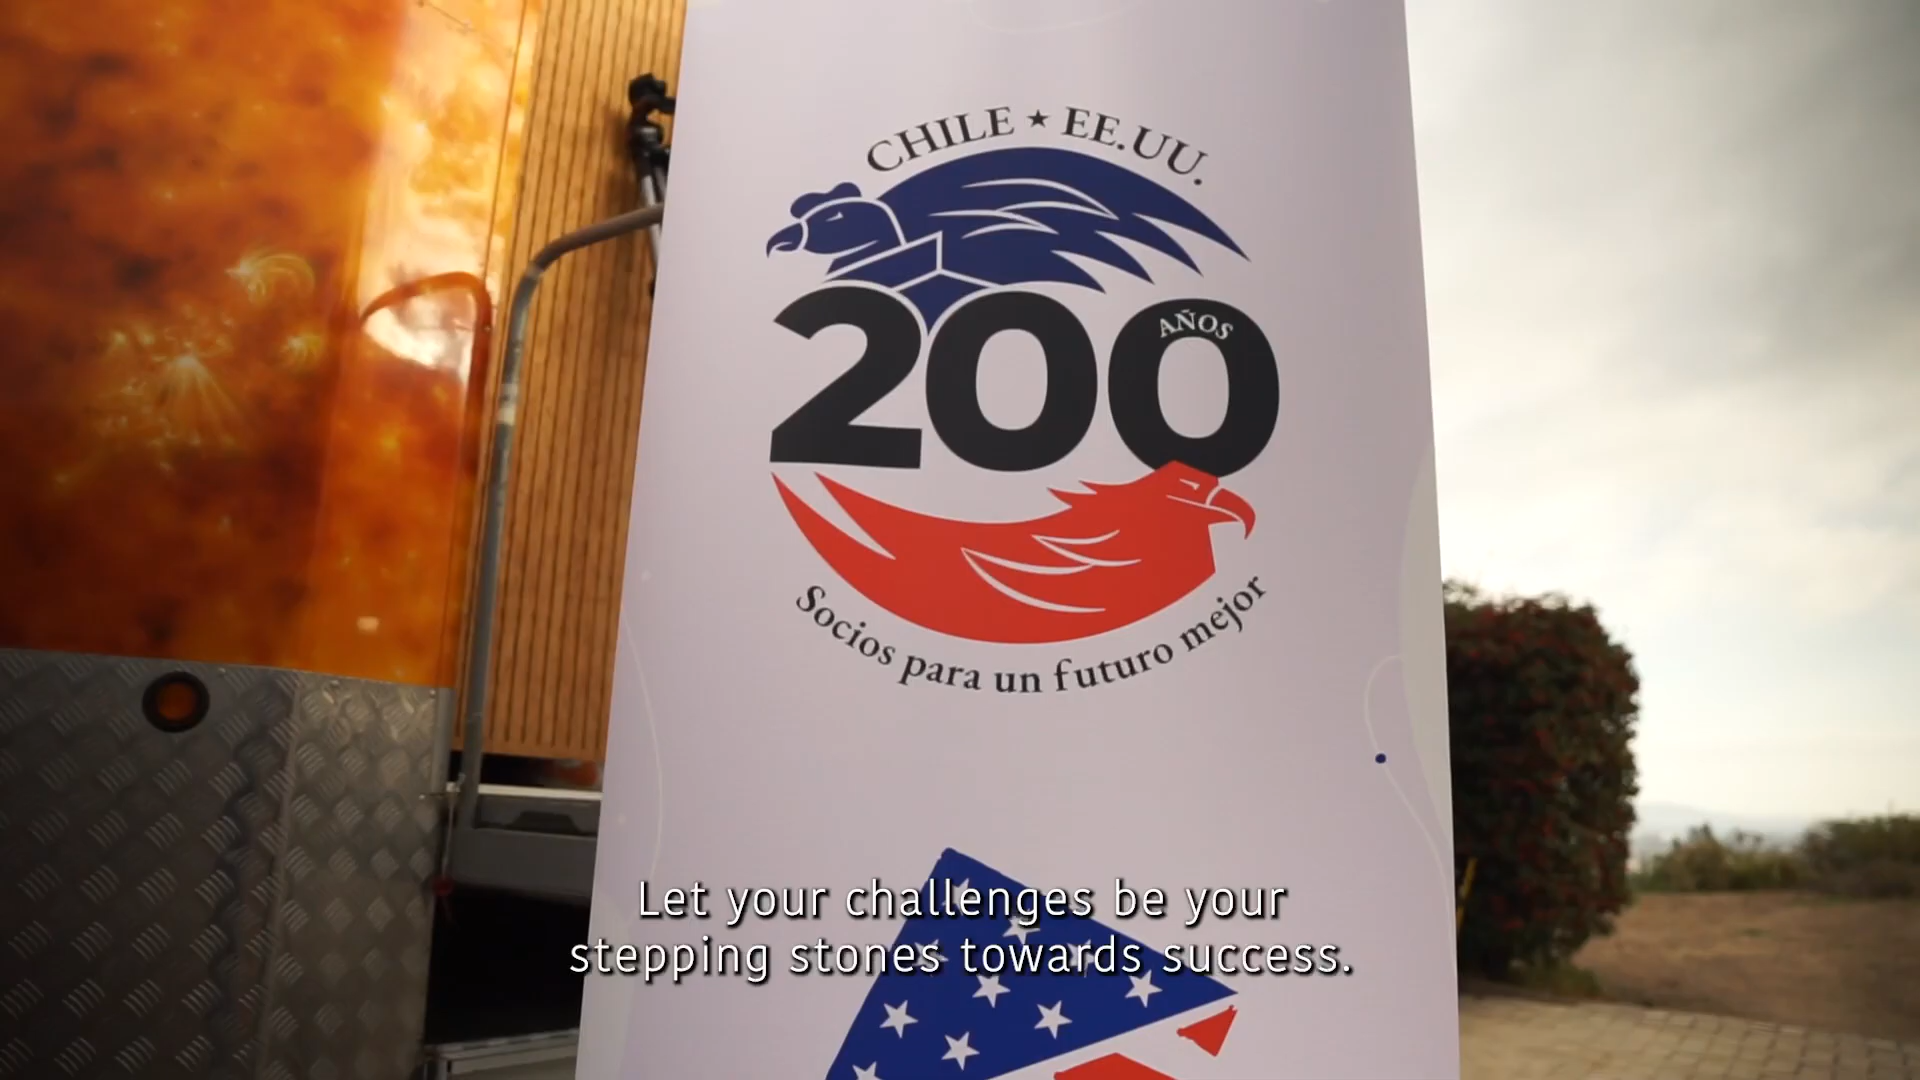 CHILE ★ EE.UU.
200
AÑOS
Socios para un futuro mejor
Let your challenges be your
stepping stones towards success.